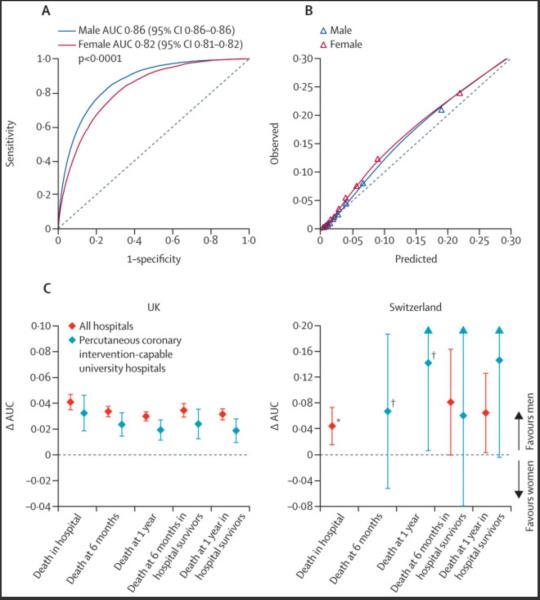 A
Male AUC 0·86 (95% CI 0·86–0·86)
Female AUC 0·82 (95% CI 0·81–0·82)
p<0·0001
1·0
0·8
0·6
0·4
0·2
0
Sensitivity
0
0·2
0·4
0·6
0·8
1·0
1–specificity
B
Male
Female
0·30
0·25
0·20
0·15
0·10
0·05
0
Observed
0
0·05
0·10
0·15
0·20
0·25
0·30
Predicted
C
UK
All hospitals
Percutaneous coronary
intervention-capable
university hospitals
0·10
0·08
0·06
0·04
0·02
0
–0·02
–0·04
Δ AUC
Death in hospital
Death at 6 months
Death at 1 year
Death at 6 months in
hospital survivors
Death at 1 year in
hospital survivors
Switzerland
0·20
0·16
0·12
0·08
0·04
0
–0·04
–0·08
Δ AUC
*
†
†
Death in hospital
Death at 6 months
Death at 1 year
Death at 6 months in
hospital survivors
Death at 1 year in
hospital survivors
Favours men
Favours women